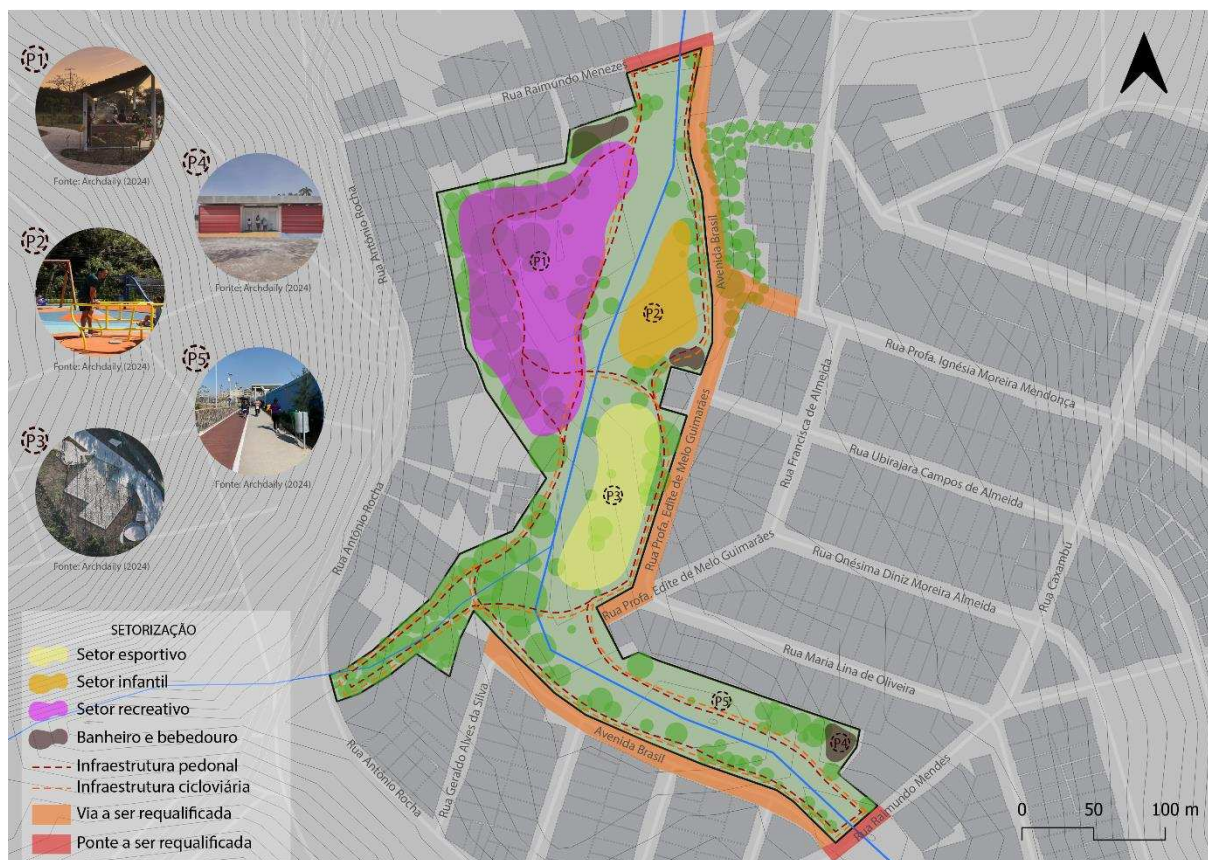 P1
Fonte: Archdaily (2024)
P4
Fonte: Archdaily (2024)
P2
Fonte: Archdaily (2024)
P5
Fonte: Archdaily (2024)
P3
Fonte: Archdaily (2024)
Rua Raimundo Menezes
Rua Antônio Rocha
P1
P2
Avenida Brasil
Rua Profa. Ignésia Moreira Mendonça
Rua Francisca de Almeida
Rua Ubirajara Campos de Almeida
P3
Rua Profa. Edite de Melo Guimarães
Rua Antônio Rocha
Rua Profa. Edite de Melo Guimarães
Rua Onésima Diniz Moreira Almeida
Rua Caxambú
Rua Maria Lina de Oliveira
P5
P4
Rua Geraldo Alves da Silva
Avenida Brasil
Rua Antônio Rocha
Rua Raimundo Mendes
SETORIZAÇÃO
Setor esportivo
Setor infantil
Setor recreativo
Banheiro e bebedouro
Infraestrutura pedonal
Infraestrutura cicloviária
Via a ser requalificada
Ponte a ser requalificada
0 50 100 m